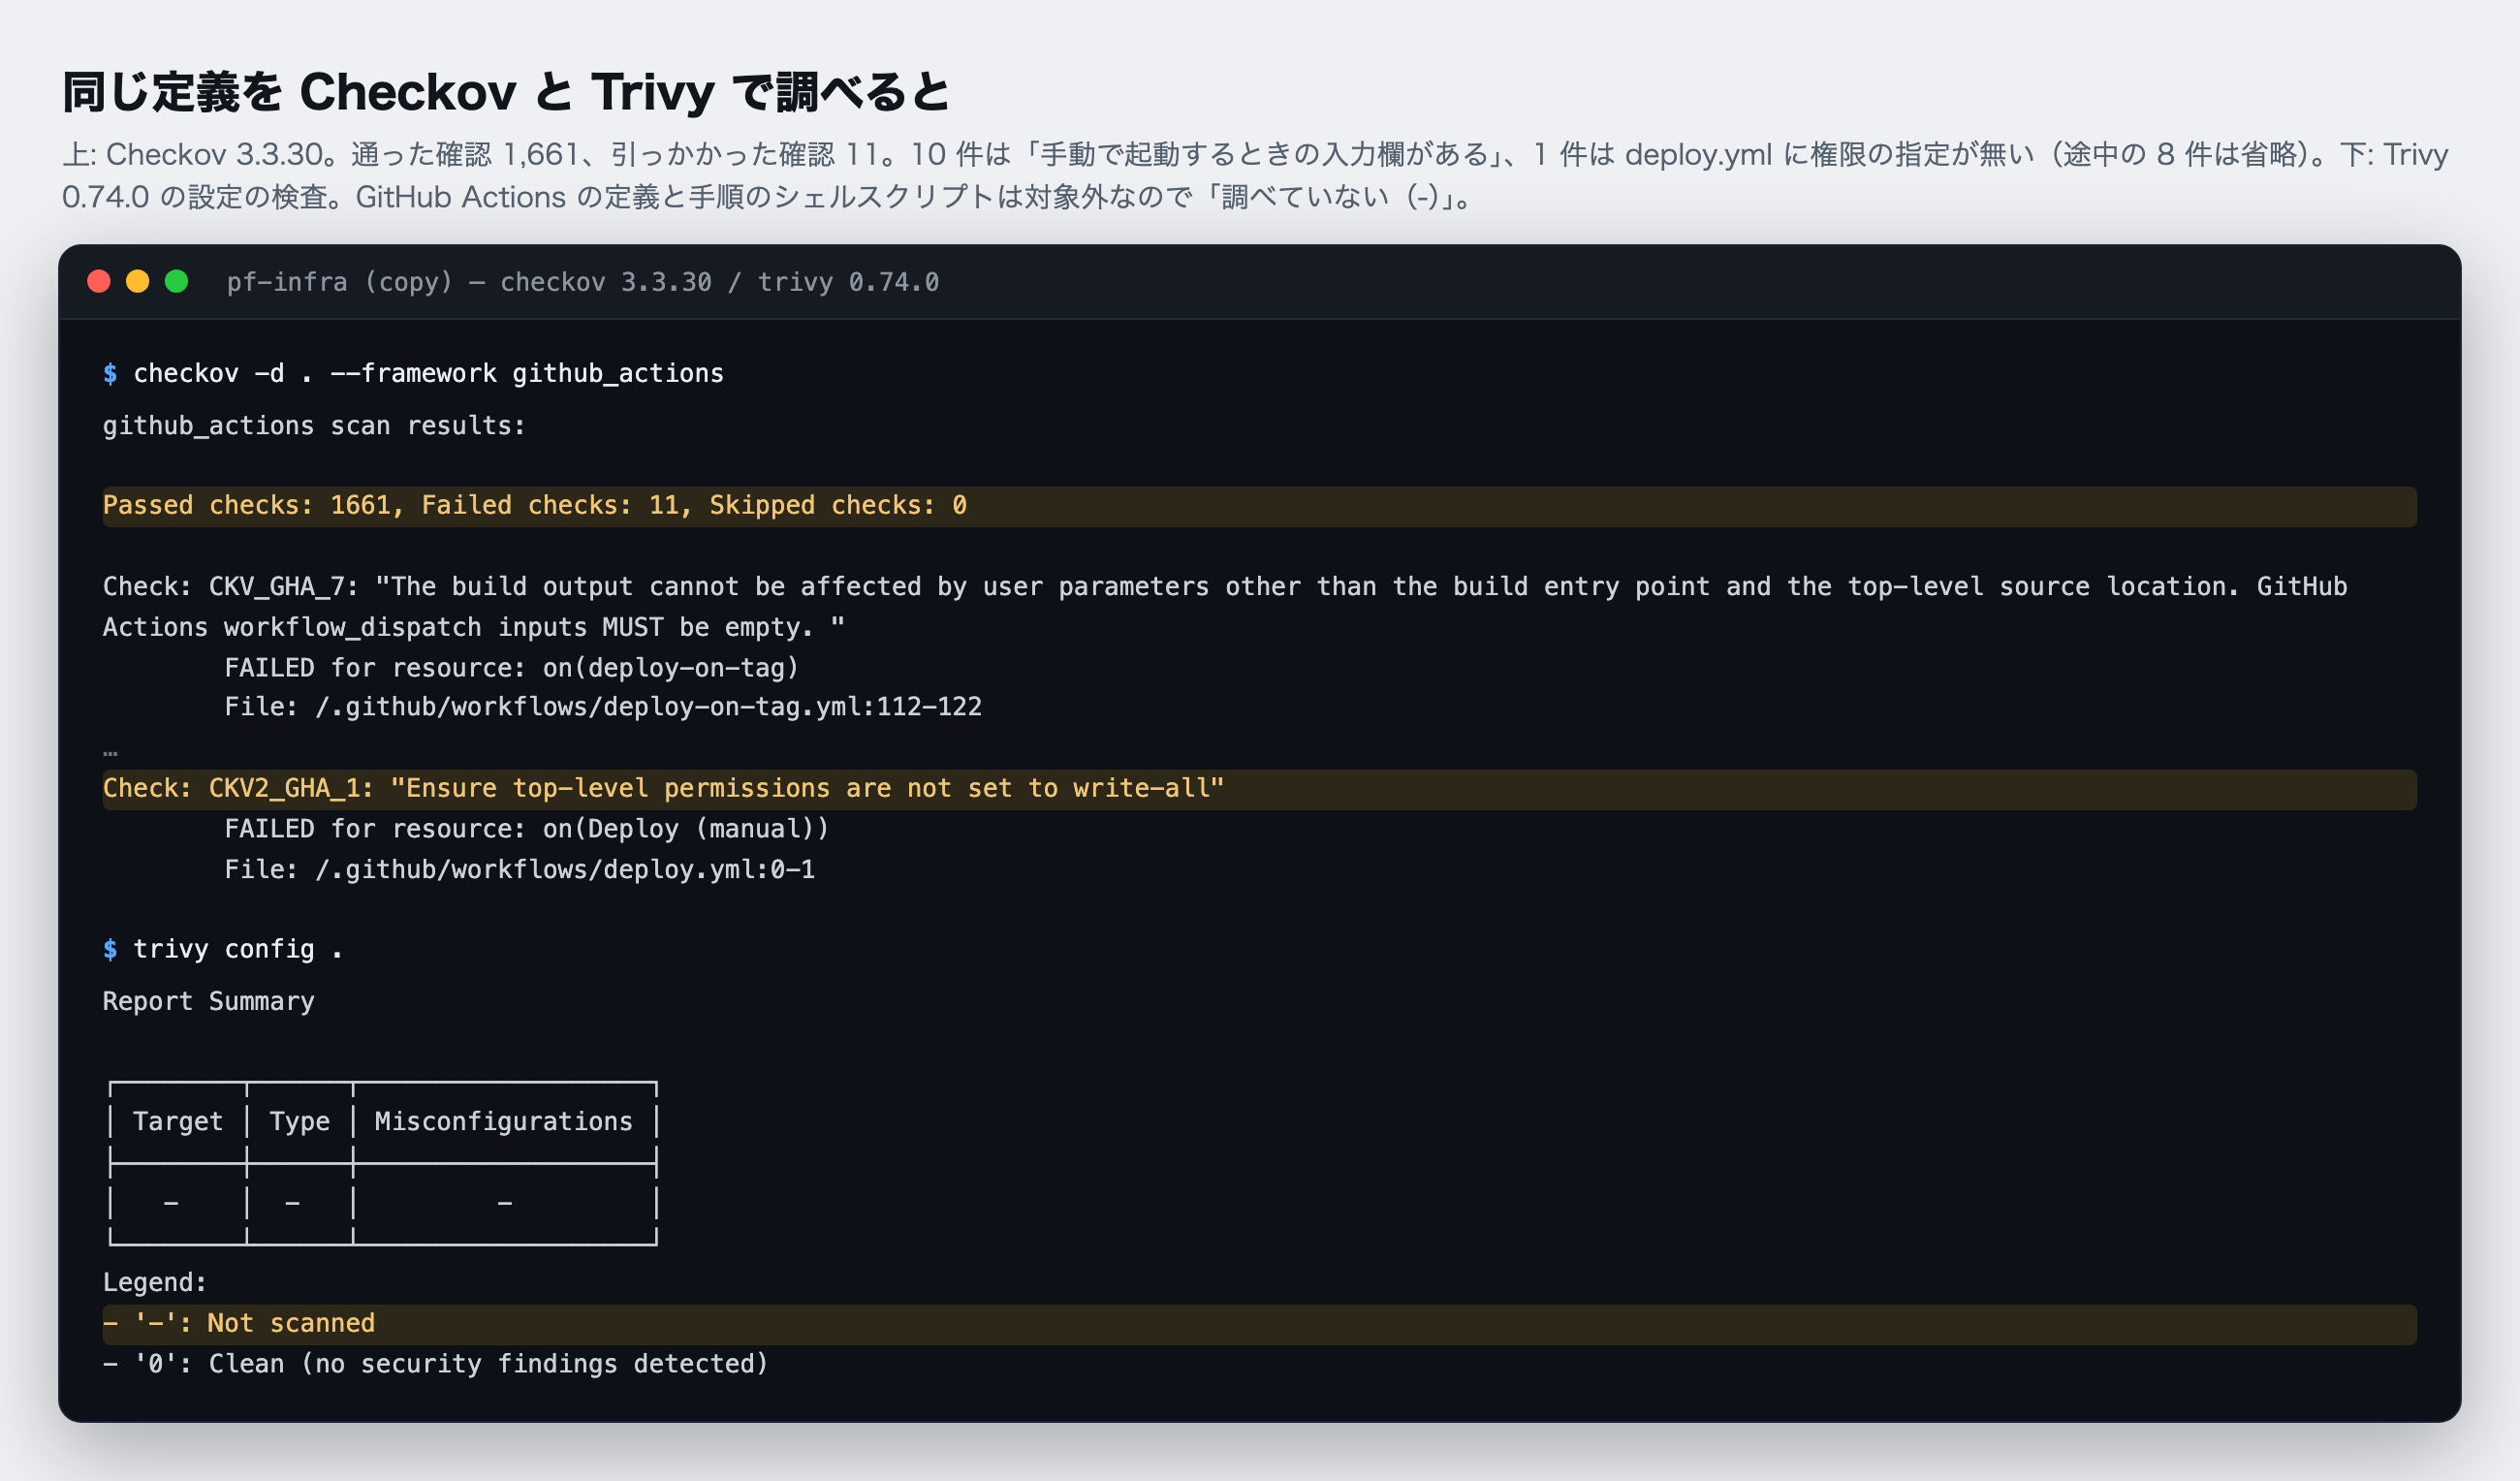 同じ定義を Checkov と Trivy で調べると
上: Checkov 3.3.30。通った確認 1,661、引っかかった確認 11。10 件は「手動で起動するときの入力欄がある」、1 件は deploy.yml に権限の指定が無い（途中の 8 件は省略）。下: Trivy
0.74.0 の設定の検査。GitHub Actions の定義と手順のシェルスクリプトは対象外なので「調べていない（-）」。
pf-infra (copy) — checkov 3.3.30 / trivy 0.74.0
$ checkov -d . --framework github_actions
github_actions scan results:
Passed checks: 1661, Failed checks: 11, Skipped checks: 0
Check: CKV_GHA_7: "The build output cannot be affected by user parameters other than the build entry point and the top-level source location. GitHub
Actions workflow_dispatch inputs MUST be empty. "
FAILED for resource: on(deploy-on-tag)
File: /.github/workflows/deploy-on-tag.yml:112-122
…
Check: CKV2_GHA_1: "Ensure top-level permissions are not set to write-all"
FAILED for resource: on(Deploy (manual))
File: /.github/workflows/deploy.yml:0-1
$ trivy config .
Report Summary
│ Target │ Type │ Misconfigurations │
│ - │ - │ - │
Legend:
- '-': Not scanned
- '0': Clean (no security findings detected)